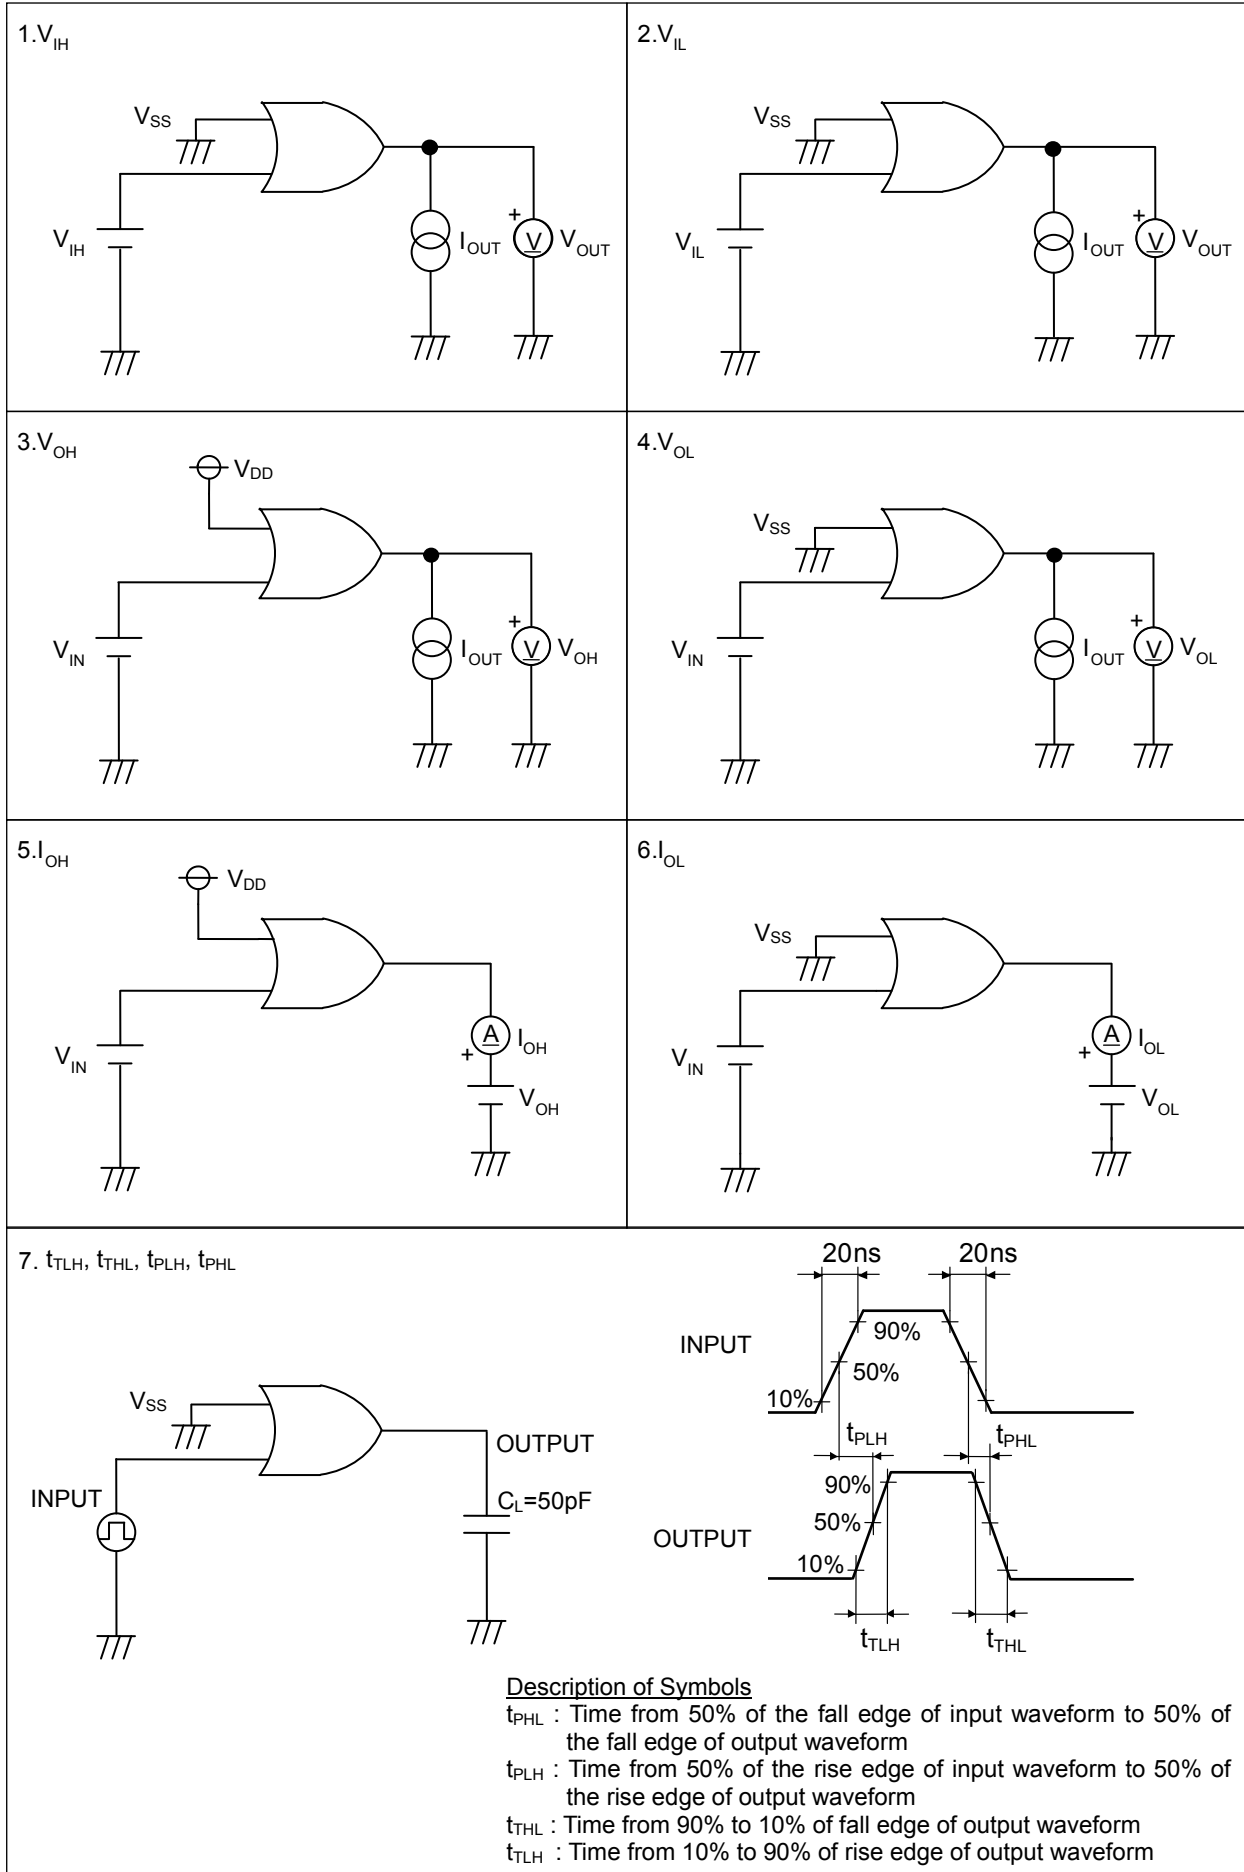 1.V_IH
V_SS
V_IH
I_OUT
+
V
V_OUT
2.V_IL
V_SS
V_IL
I_OUT
+
V
V_OUT
3.V_OH
V_DD
V_IN
I_OUT
+
V
V_OH
4.V_OL
V_SS
V_IN
I_OUT
+
V
V_OL
5.I_OH
V_DD
V_IN
A
+
I_OH
V_OH
6.I_OL
V_SS
V_IN
A
+
I_OL
V_OL
7. t_TLH, t_THL, t_PLH, t_PHL
V_SS
INPUT
OUTPUT
C_L=50pF
20ns 20ns
INPUT
90%
50%
10%
t_PLH t_PHL
90%
50%
OUTPUT
10%
t_TLH t_THL
Description of Symbols
t_PHL : Time from 50% of the fall edge of input waveform to 50% of
the fall edge of output waveform
t_PLH : Time from 50% of the rise edge of input waveform to 50% of
the rise edge of output waveform
t_THL : Time from 90% to 10% of fall edge of output waveform
t_TLH : Time from 10% to 90% of rise edge of output waveform